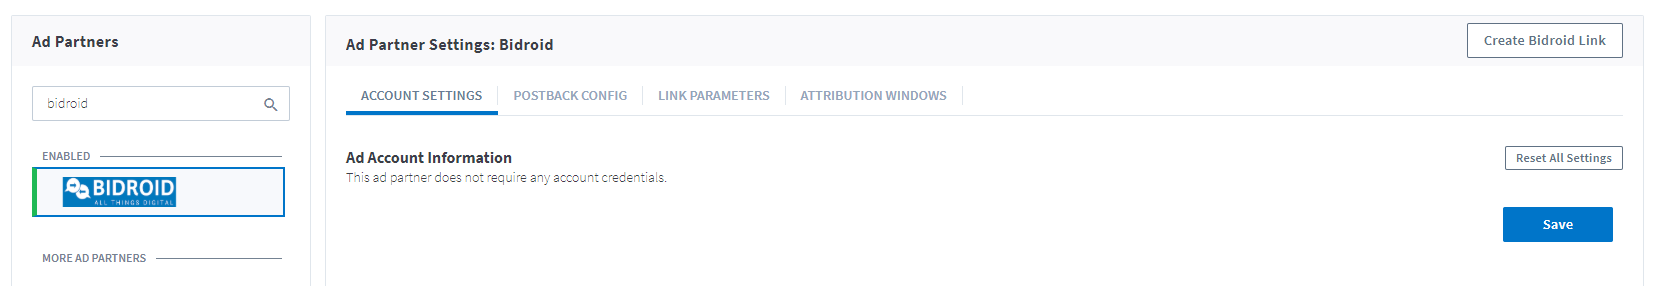 Ad Partners
bidroid
ENABLED
BIDROID
ALL THINGS DIGITAL
MORE AD PARTNERS
Ad Partner Settings: Bidroid
Create Bidroid Link
ACCOUNT SETTINGS
POSTBACK CONFIG
LINK PARAMETERS
ATTRIBUTION WINDOWS
Ad Account Information
Reset All Settings
This ad partner does not require any account credentials.
Save